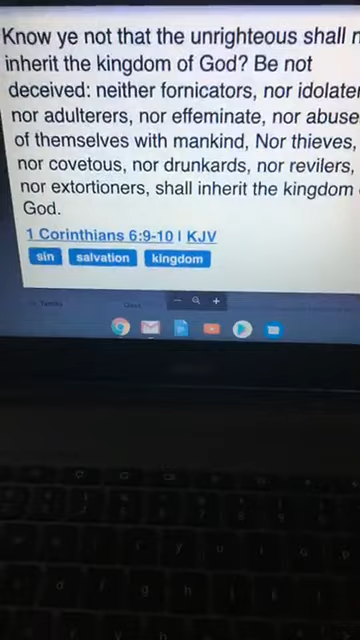 Know ye not that the unrighteous shall
inherit the kingdom of God? Be not
deceived: neither fornicators, nor
nor adulterers, nor effeminate, nor
of themselves with mankind, Nor thieves,
nor covetous, nor drunkards, nor revilers,
nor extortioners, shall inherit the kingdom
God.
1 Corinthians 6:9-10 | KJV
sin salvation kingdom
y u
d f g h